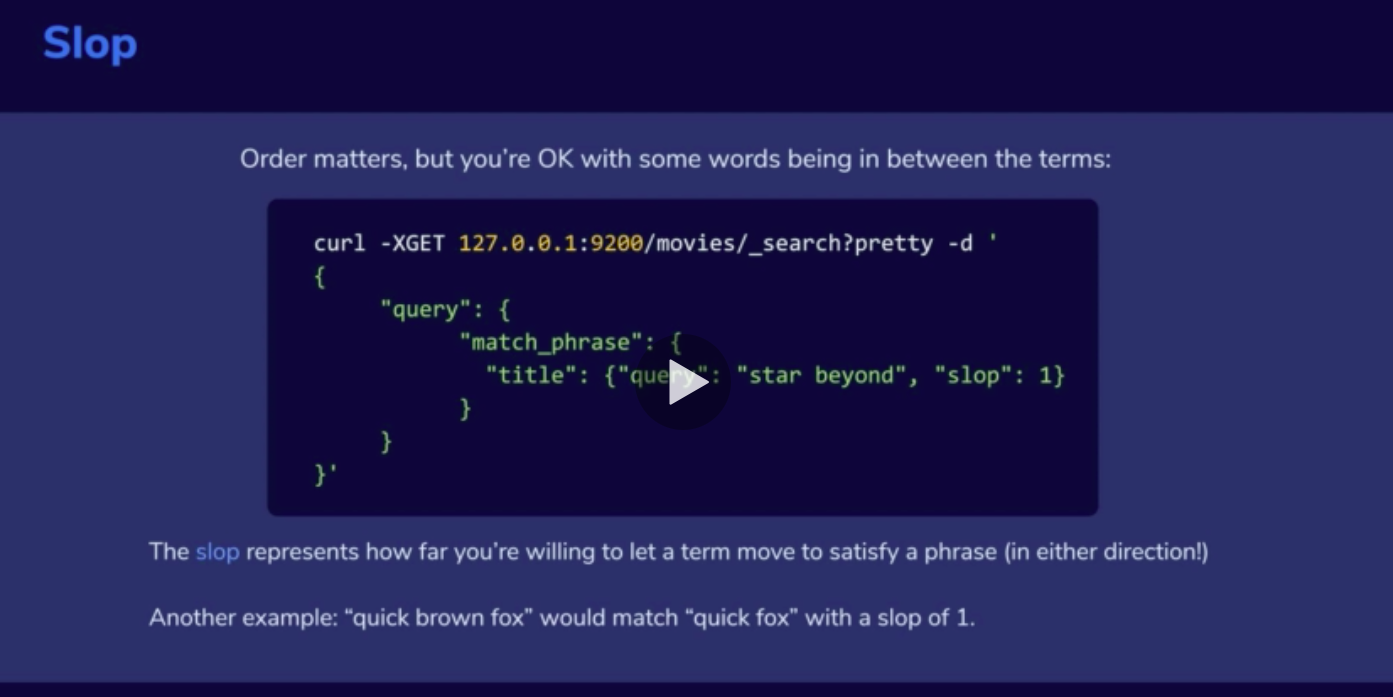 Slop
Order matters, but you’re OK with some words being in between the terms:
curl -XGET 127.0.0.1:9200/movies/_search?pretty -d '
{
"query": {
"match_phrase": {
"title": {"query": "star beyond", "slop": 1}
}
}
}'
The slop represents how far you’re willing to let a term move to satisfy a phrase (in either direction!)
Another example: “quick brown fox” would match “quick fox” with a slop of 1.